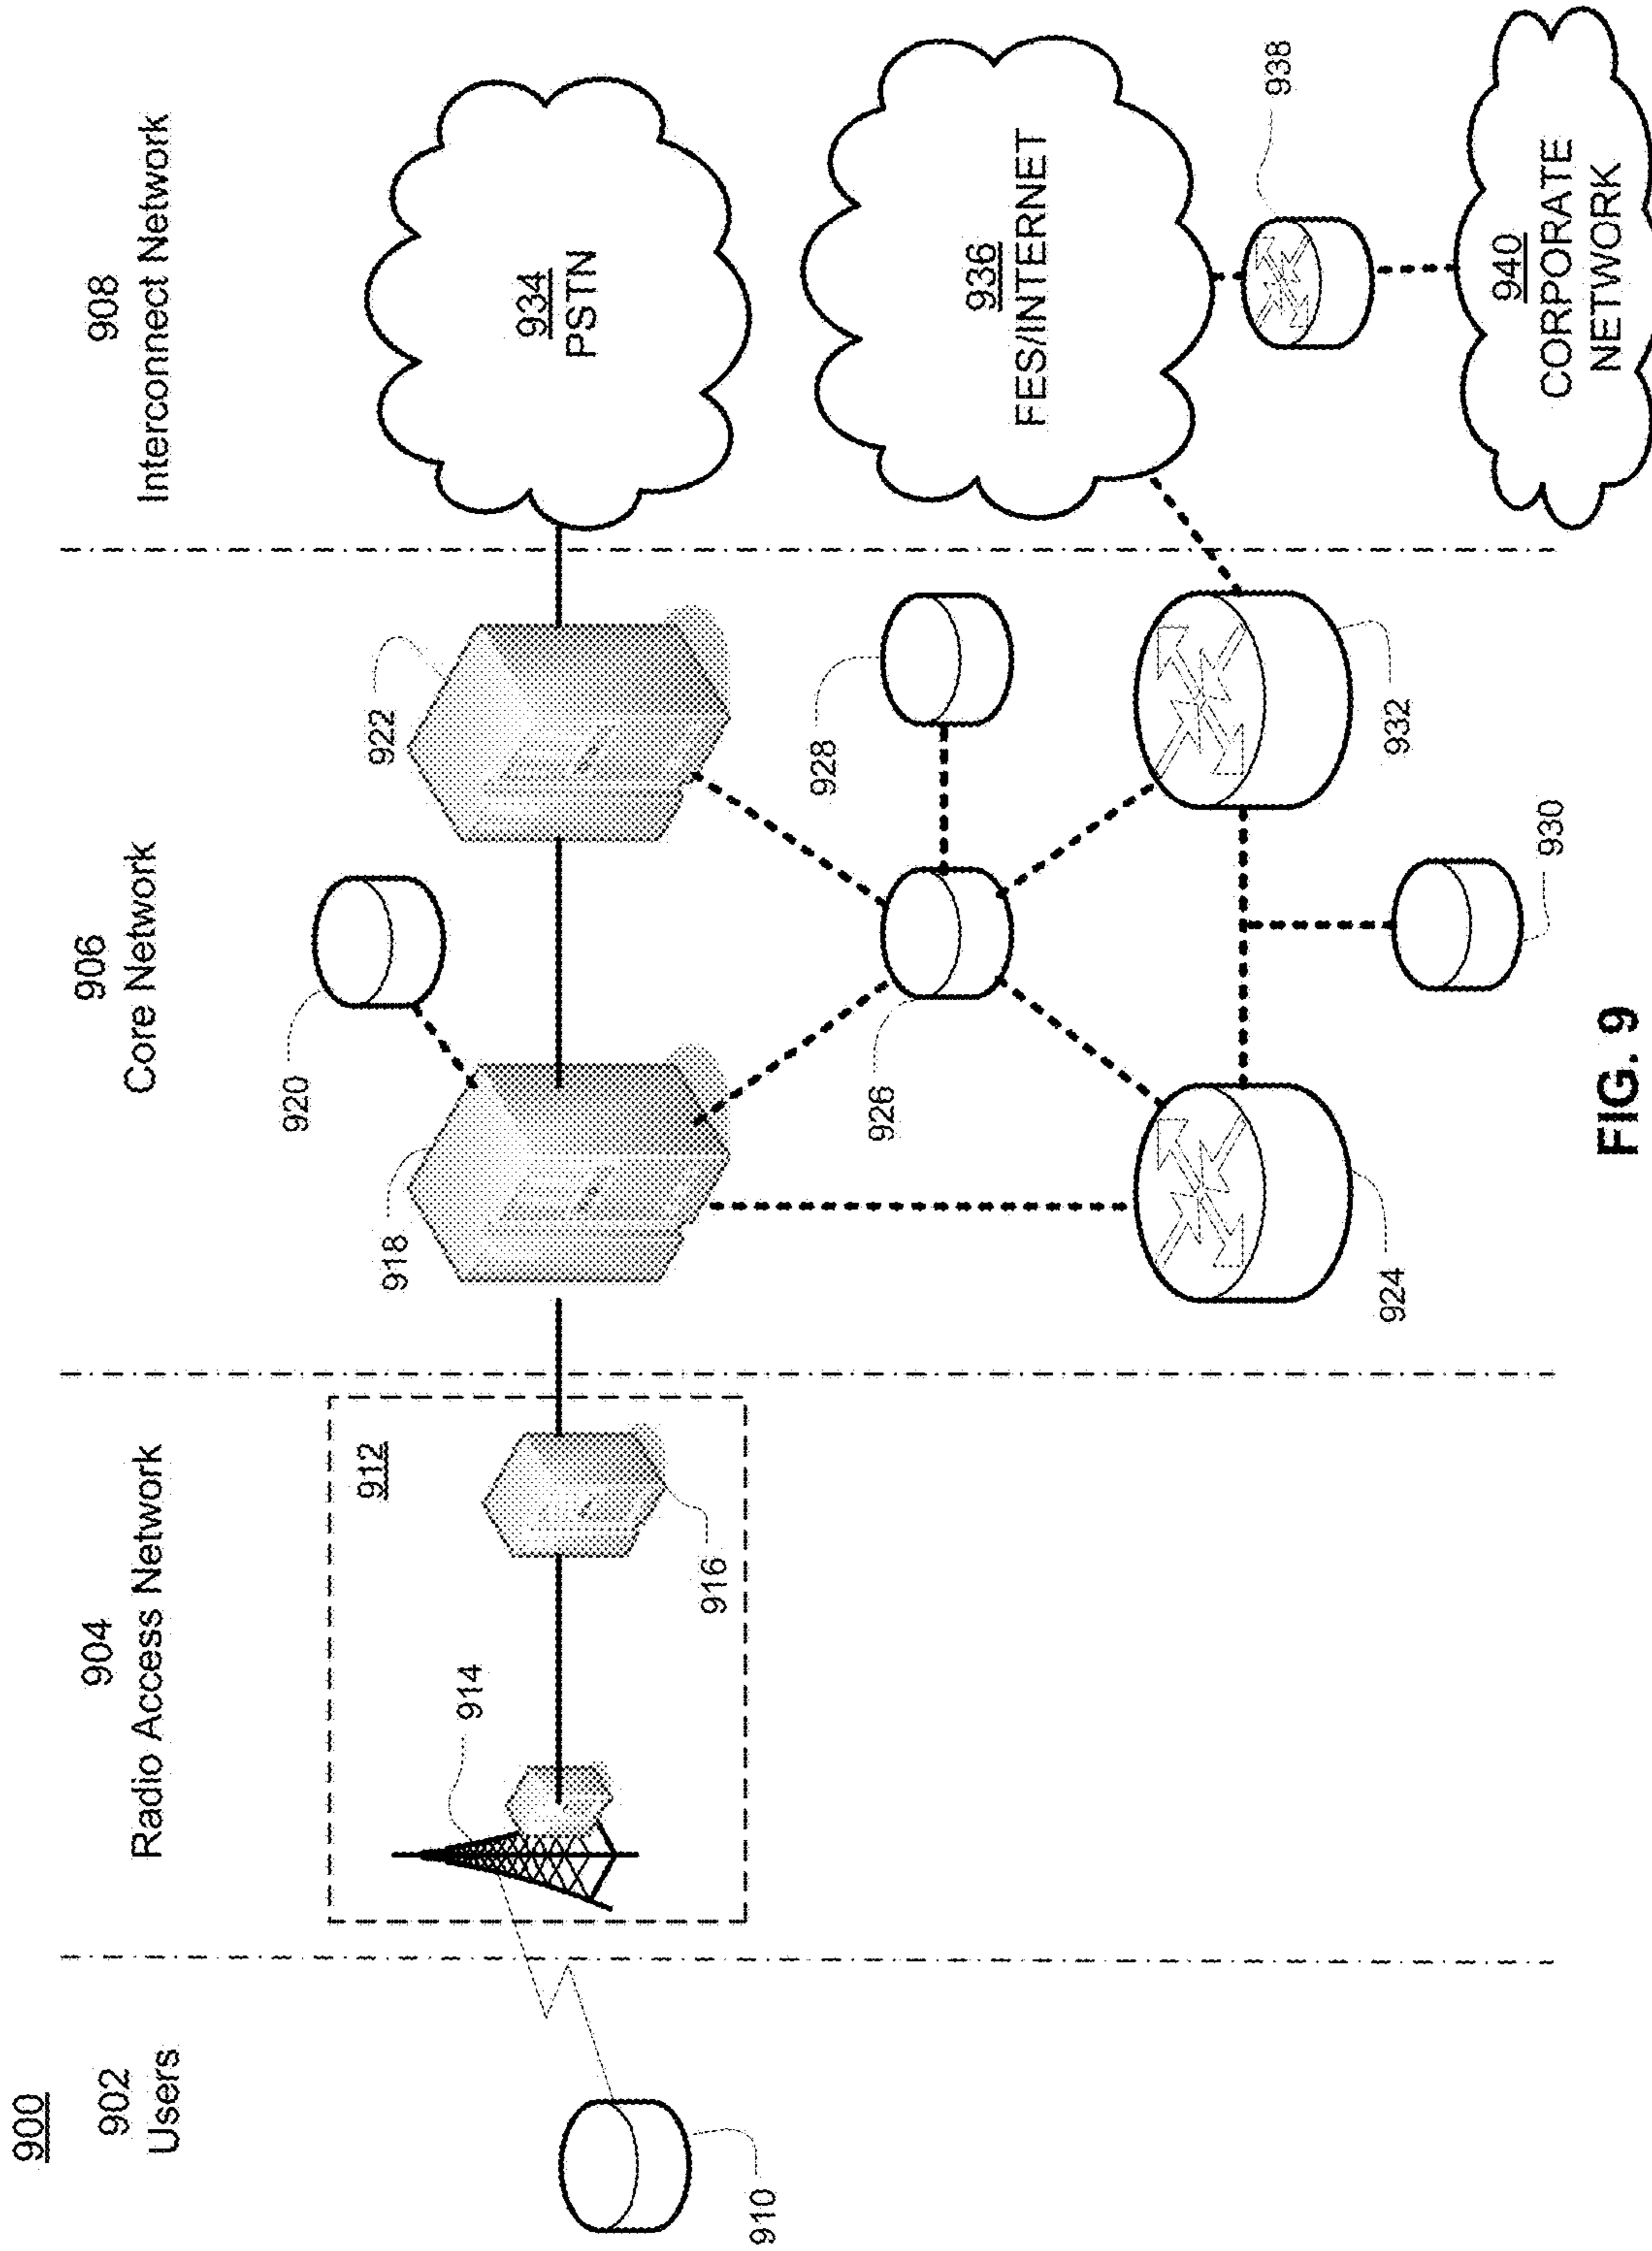 900
902
Users
904
Radio Access Network
906
Core Network
908
Interconnect Network
910
912
914
916
918
920
922
924
926
928
930
932
934
PSTN
936
FES/INTERNET
938
940
CORPORATE
NETWORK
FIG. 9